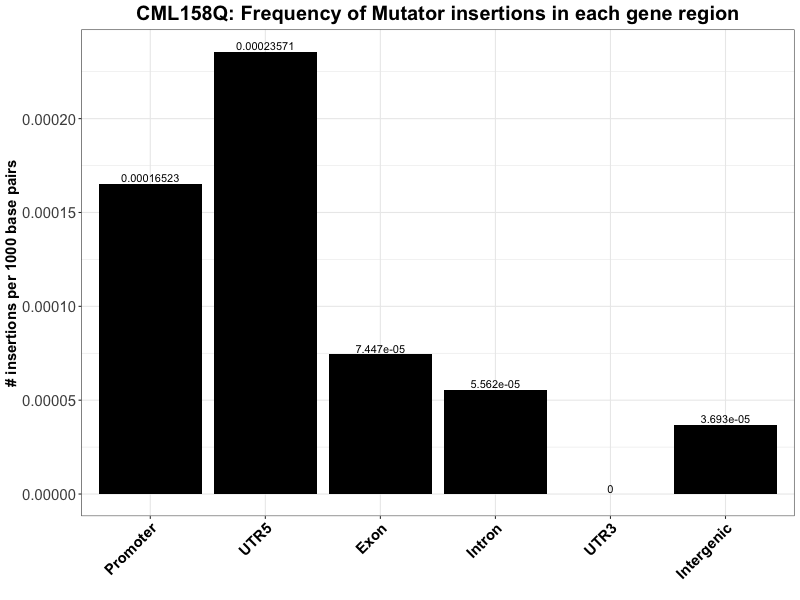 CML158Q: Frequency of Mutator insertions in each gene region
# insertions per 1000 base pairs
0.00020
0.00015
0.00010
0.00005
0.00000
0.00016523
0.00023571
7.447e-05
5.562e-05
0
3.693e-05
Promoter
UTR5
Exon
Intron
UTR3
Intergenic